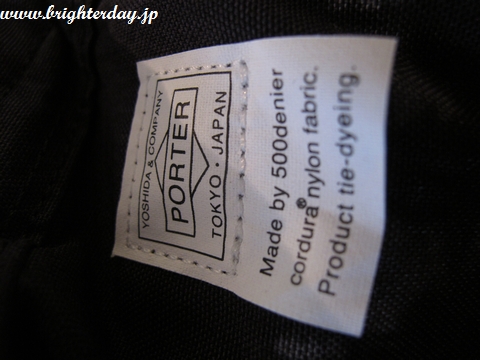 www.brighterday.jp
YOSHIDA & COMPANY
PORTER
TOKYO・JAPAN
Made by 500denier
cordura® nylon fabric.
Product tie-dyeing.